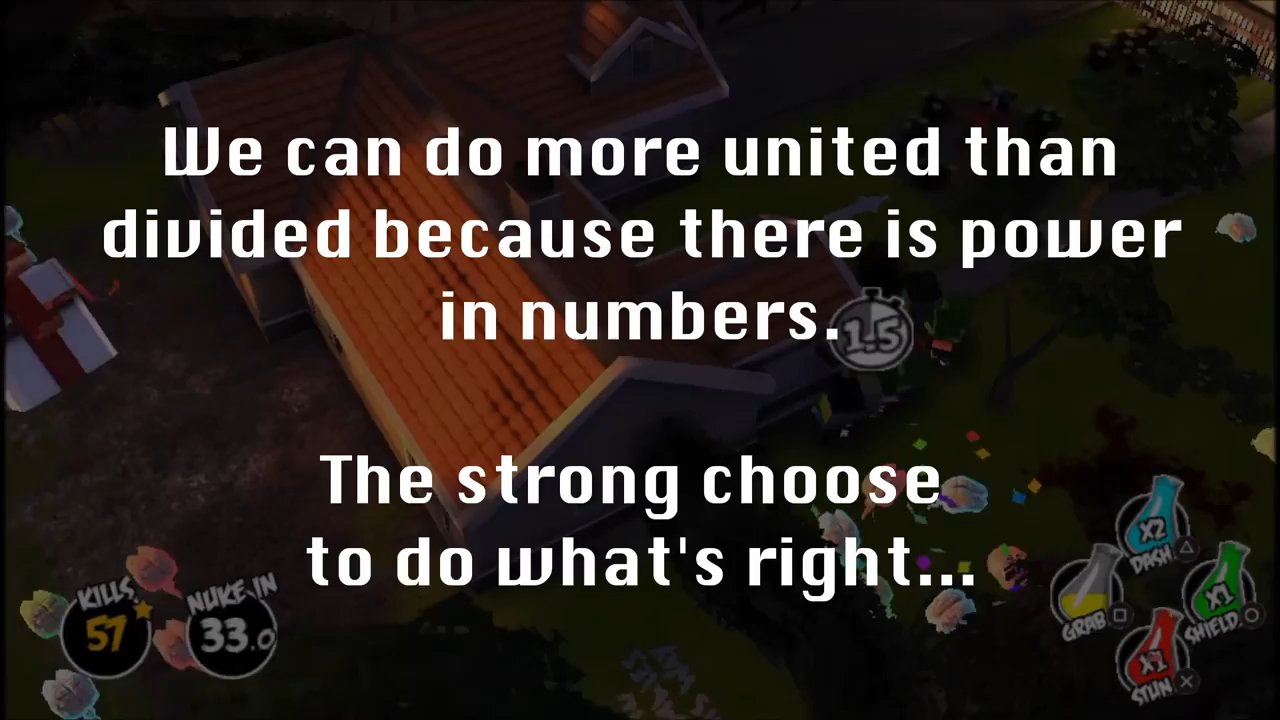 We can do more united than
divided because there is power
in numbers.
1.5
The strong choose
to do what's right...
KILLS
57
NUKE IN
33.0
X2
DASH
GRAB
X1
SHIELD
X1
STUN